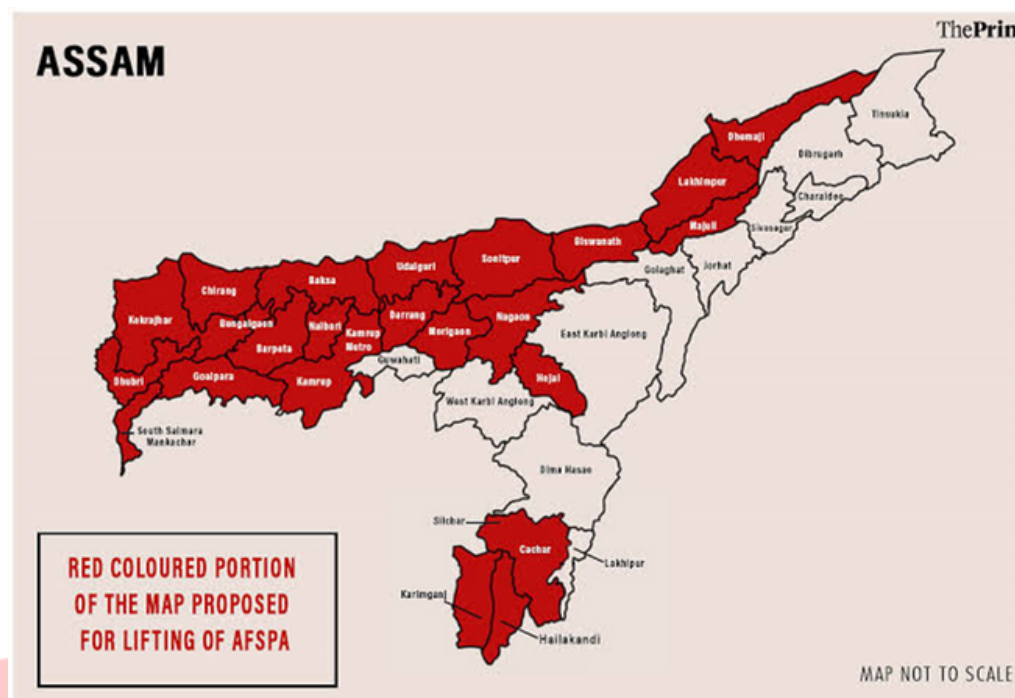 ThePrin
ASSAM
Tinsukia
Dhemaji
Dibrugarh
Lakhimpur
Charaideo
Majuli
Sivasagar
Biswanath
Sonitpur
Udalguri
Jorhat
Golaghat
Baksa
Chirang
Kokrajhar
Bongaigaon
Nalbari
Darrang
Nagaon
Kamrup
Metro
Morigaon
East Karbi Anglong
Barpeta
Guwahati
Dhubri
Goalpara
Kamrup
Hojai
West Karbi Anglong
South Salmara
Mankachar
Dima Hasao
Silchar
Cachar
Lakhipur
Karimganj
Hailakandi
RED COLOURED PORTION
OF THE MAP PROPOSED
FOR LIFTING OF AFSPA
MAP NOT TO SCALE